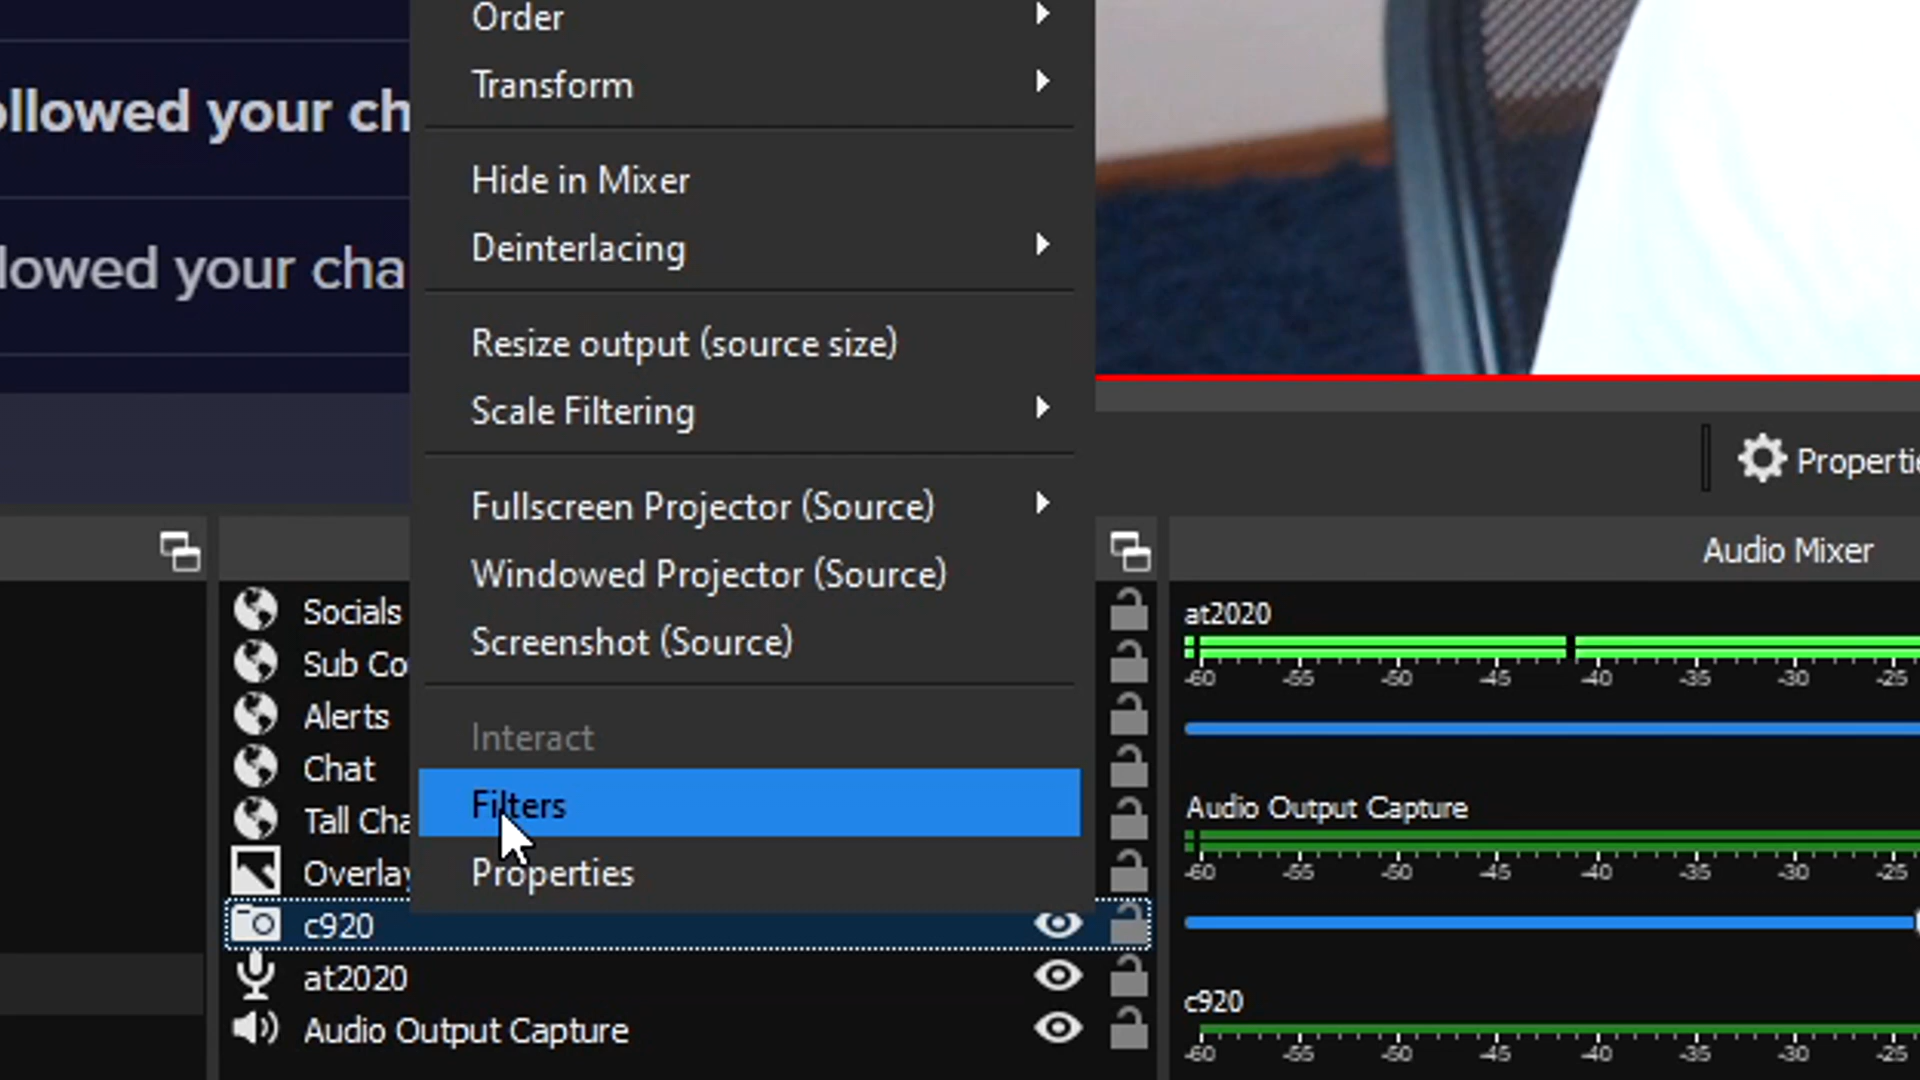 Order
Transform
ollowed your ch
Hide in Mixer
Deinterlacing
lowed your cha
Resize output (source size)
Scale Filtering
Properti
Fullscreen Projector (Source)
Windowed Projector (Source)
Screenshot (Source)
Interact
Filters
Properties
Socials
Sub Co
Alerts
Chat
Tall Cha
Overlay
c920
at2020
Audio Output Capture
Audio Mixer
at2020
-60 -55 -50 -45 -40 -35 -30 -25
Audio Output Capture
-60 -55 -50 -45 -40 -35 -30 -25
c920
-60 -55 -50 -45 -40 -35 -30 -25